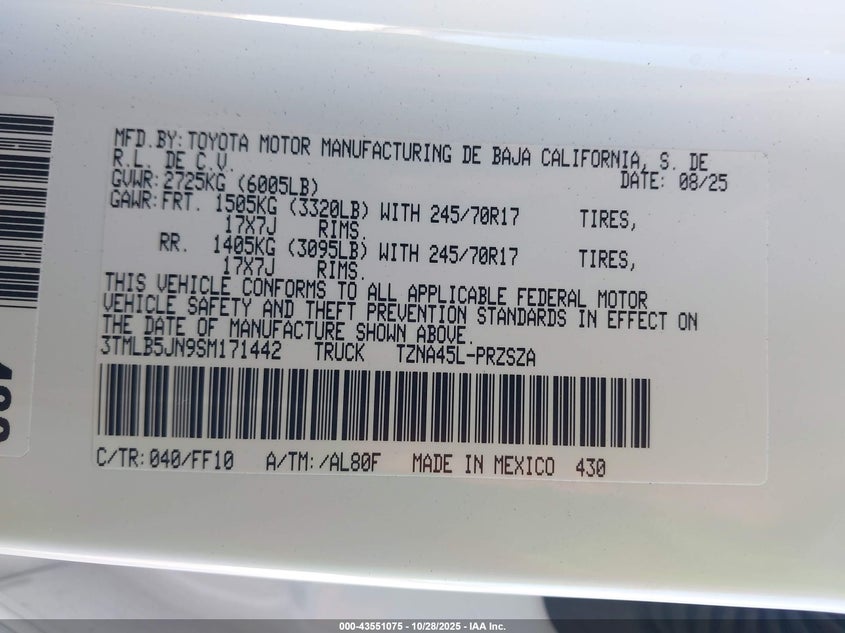 MFD.BY:TOYOTA MOTOR MANUFACTURING DE BAJA CALIFORNIA, S. DE
R.L. DE C.V.
DATE: 08/25
GVWR:2725KG (6005LB)
GAWR:FRT. 1505KG (3320LB) WITH 245/70R17 TIRES,
17X7J RIMS.
RR. 1405KG (3095LB) WITH 245/70R17 TIRES,
17X7J RIMS.
THIS VEHICLE CONFORMS TO ALL APPLICABLE FEDERAL MOTOR
VEHICLE SAFETY AND THEFT PREVENTION STANDARDS IN EFFECT ON
THE DATE OF MANUFACTURE SHOWN ABOVE.
3TMLB5JN9SM171442 TRUCK TZNA45L-PRZSZA
C/TR:040/FF10 A/TM:/AL80F MADE IN MEXICO 430
000-43551075 | 10/28/2025 - IAA Inc.